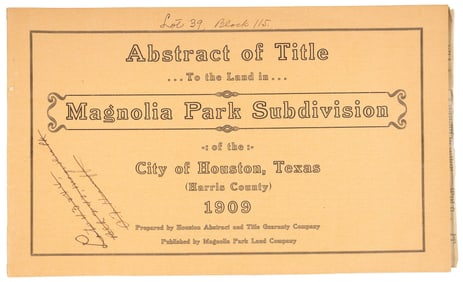 Lot 39, Block 115.
Abstract of Title
...To the Land in...
Magnolia Park Subdivision
-: of the :-
City of Houston, Texas
(Harris County)
1909
Prepared by Houston Abstract and Title Guaranty Company
Published by Magnolia Park Land Company